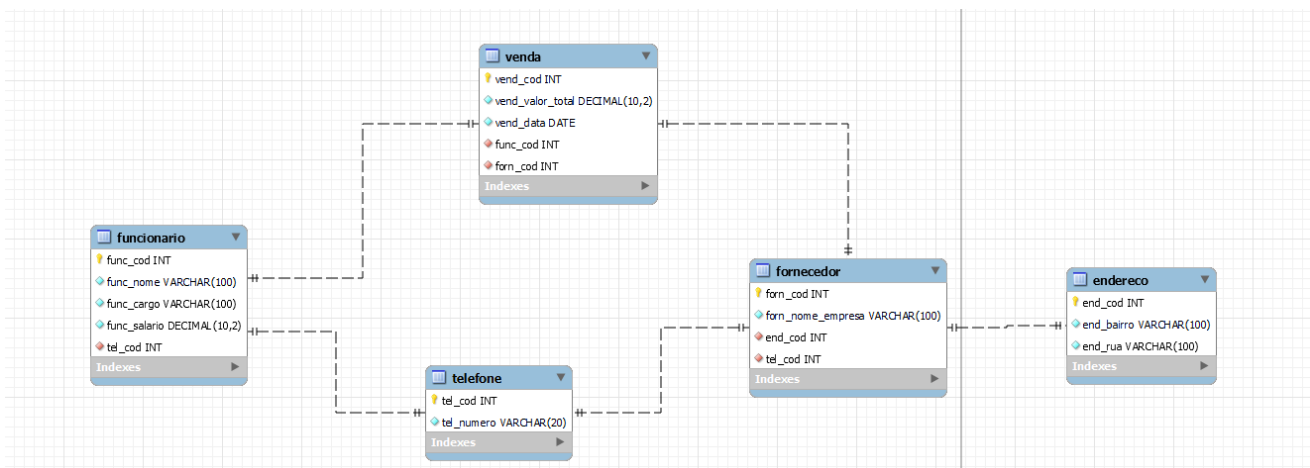 venda
vend_cod INT
vend_valor_total DECIMAL(10,2)
vend_data DATE
func_cod INT
forn_cod INT
Indexes
funcionario
func_cod INT
func_nome VARCHAR(100)
func_cargo VARCHAR(100)
func_salario DECIMAL(10,2)
tel_cod INT
Indexes
telefone
tel_cod INT
tel_numero VARCHAR(20)
Indexes
fornecedor
forn_cod INT
forn_nome_empresa VARCHAR(100)
end_cod INT
tel_cod INT
Indexes
endereco
end_cod INT
end_bairro VARCHAR(100)
end_rua VARCHAR(100)
Indexes